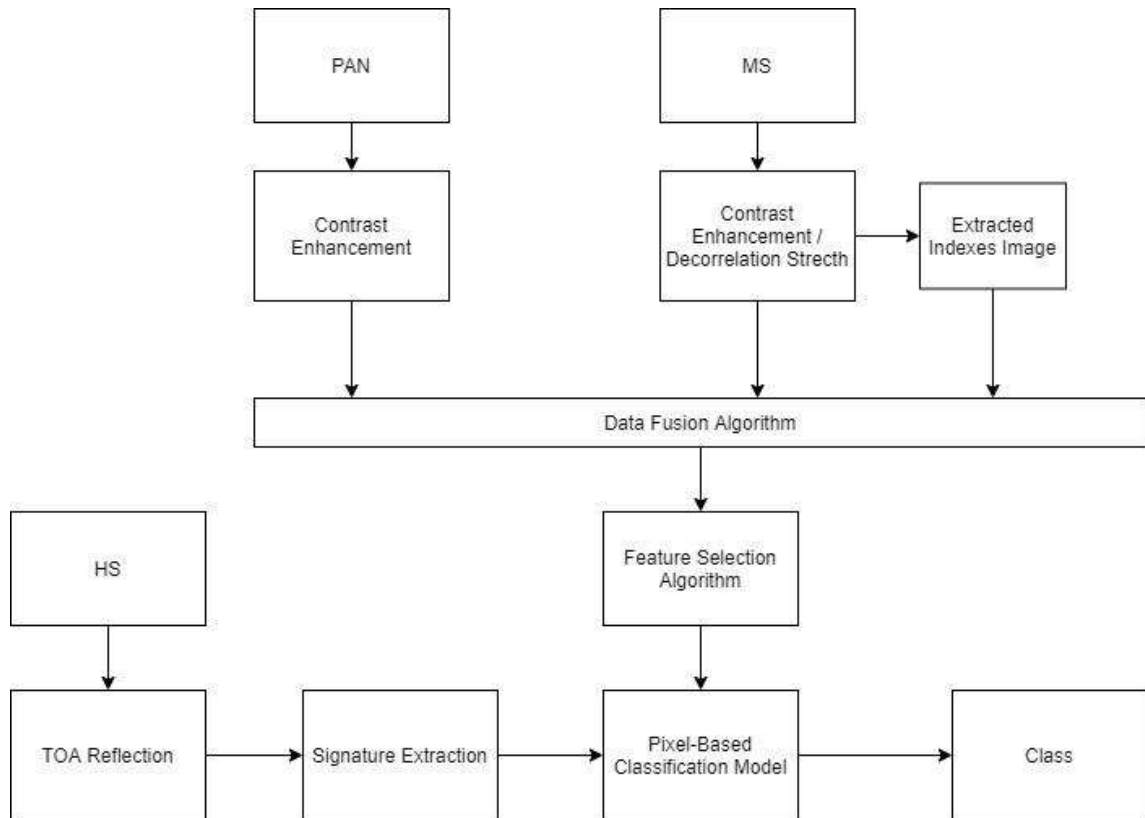 PAN
MS
Contrast
Enhancement
Contrast
Enhancement /
Decorrelation Strecth
Extracted
Indexes Image
Data Fusion Algorithm
HS
Feature Selection
Algorithm
TOA Reflection
Signature Extraction
Pixel-Based
Classification Model
Class